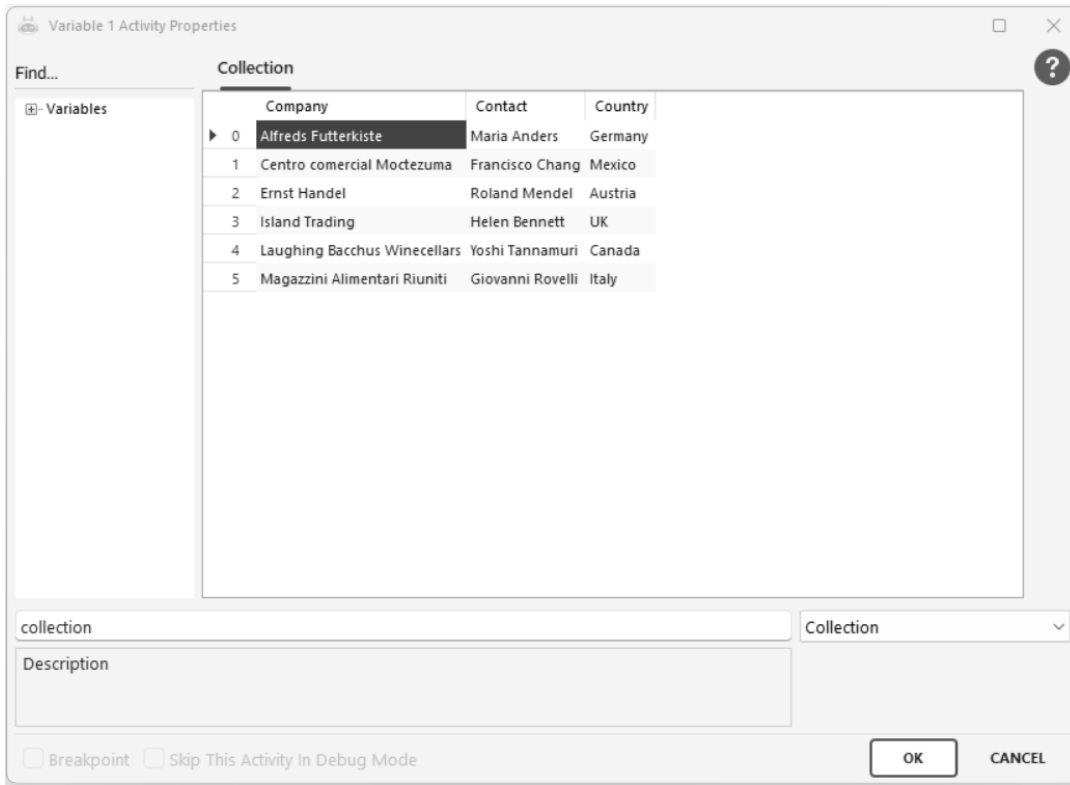 Variable 1 Activity Properties
Find...
Collection
?
Variables
Company Contact Country
0 Alfreds Futterkiste Maria Anders Germany
1 Centro comercial Moctezuma Francisco Chang Mexico
2 Ernst Handel Roland Mendel Austria
3 Island Trading Helen Bennett UK
4 Laughing Bacchus Winecellars Yoshi Tannamuri Canada
5 Magazzini Alimentari Riuniti Giovanni Rovelli Italy
collection Collection
Description
Breakpoint Skip This Activity In Debug Mode OK CANCEL